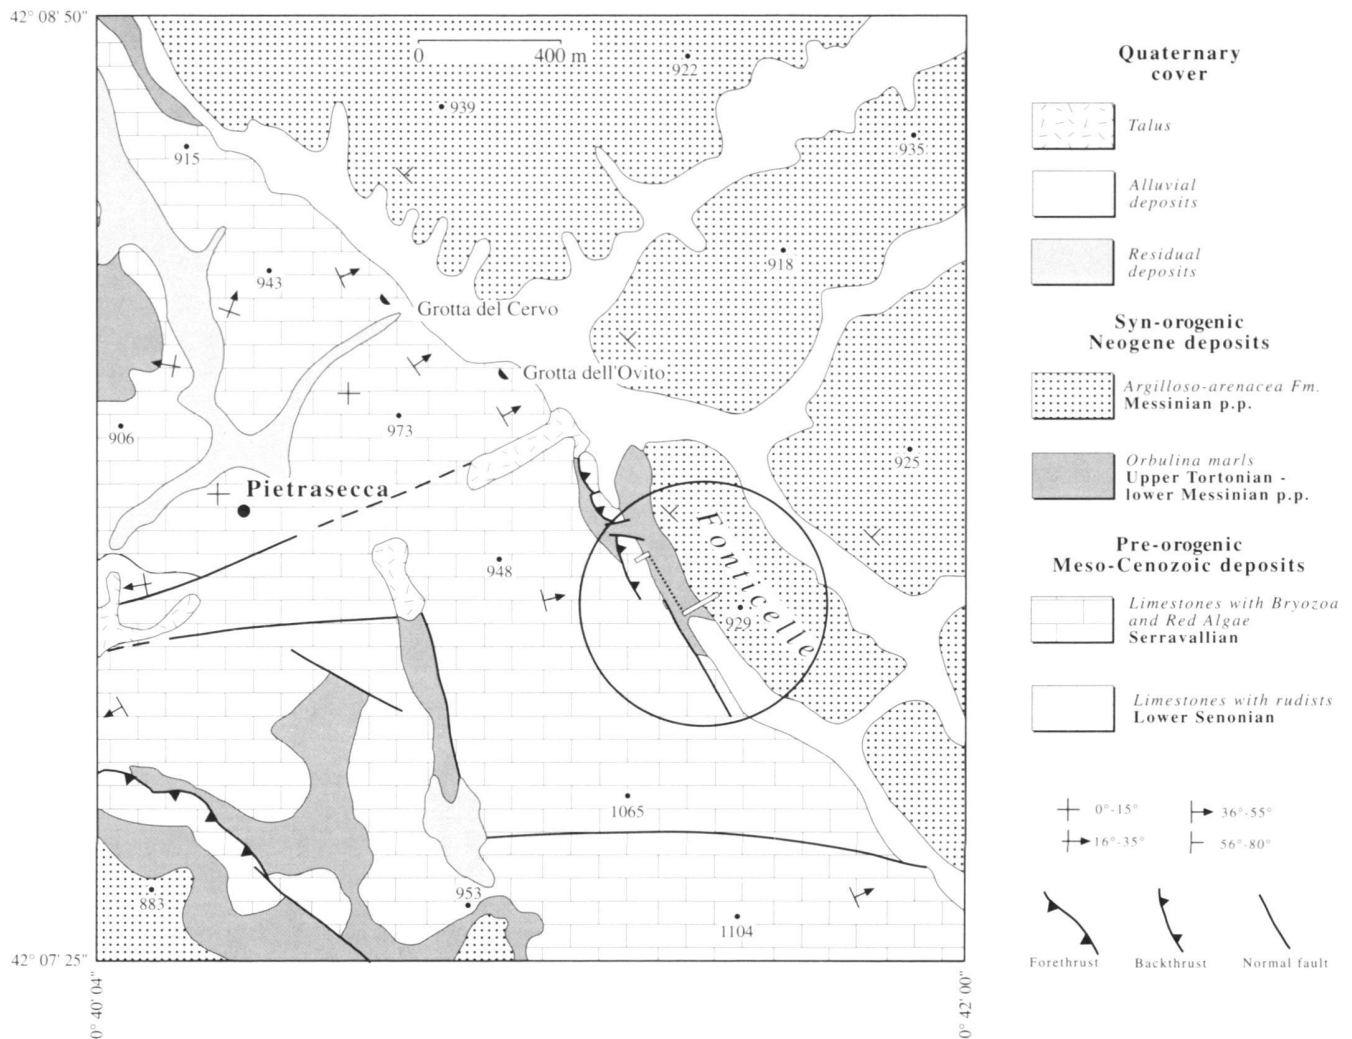 42° 08' 50"
0 400 m
922
939
935
915
918
943
Grotta del Cervo
Grotta dell'Ovito
973
906
925
Pietrasecca
Fonticelle
948
929
1065
953
883
1104
42° 07' 25"
0° 40' 04"
0° 42' 00"
Quaternary
cover
Talus
Alluvial
deposits
Residual
deposits
Syn-orogenic
Neogene deposits
Argilloso-arenacea Fm.
Messinian p.p.
Orbulina marls
Upper Tortonian -
lower Messinian p.p.
Pre-orogenic
Meso-Cenozoic deposits
Limestones with Bryozoa
and Red Algae
Serravallian
Limestones with rudists
Lower Senonian
0°-15°
36°-55°
16°-35°
56°-80°
Forethrust
Backthrust
Normal fault